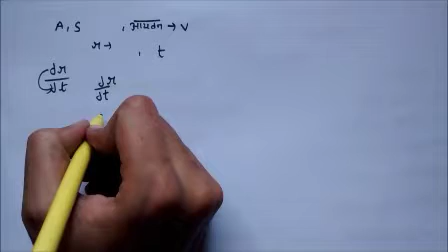 A, S , आयतन → V
r → , t
dr/dt dr/dt